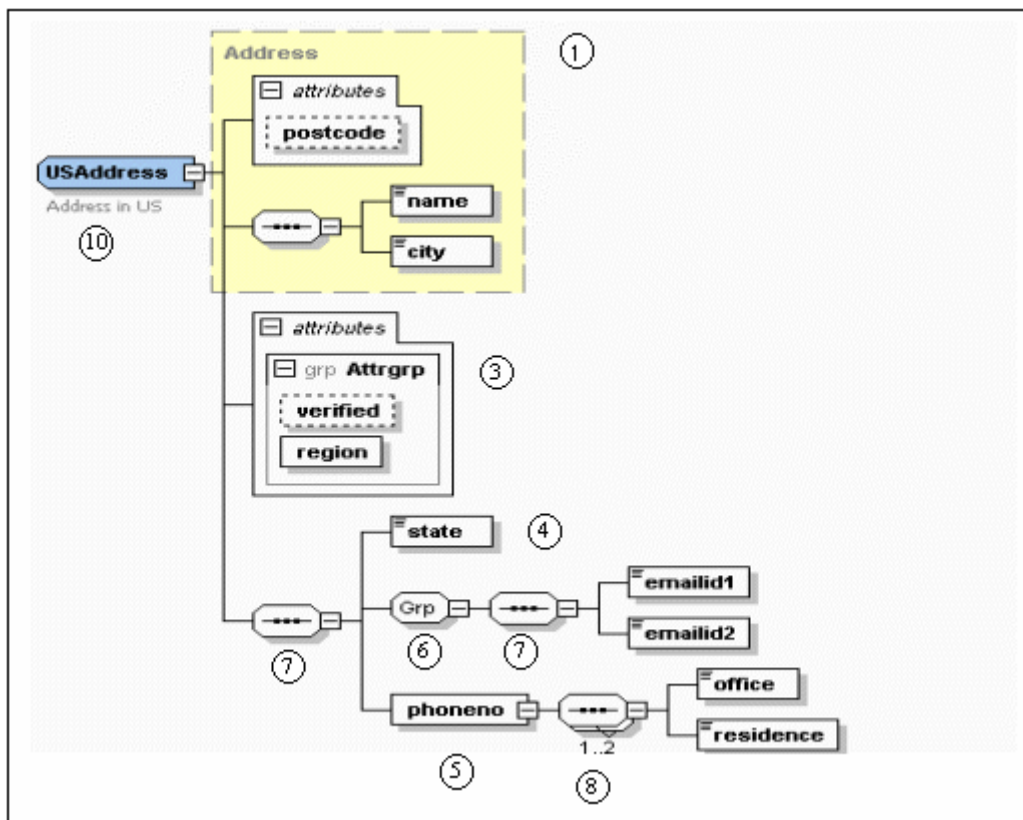 Address
1
attributes
postcode
USAddress
Address in US
10
name
city
attributes
grp Attrgrp
3
verified
region
state
4
Grp
emailid1
emailid2
7
6
7
phoneno
office
residence
1..2
5
8